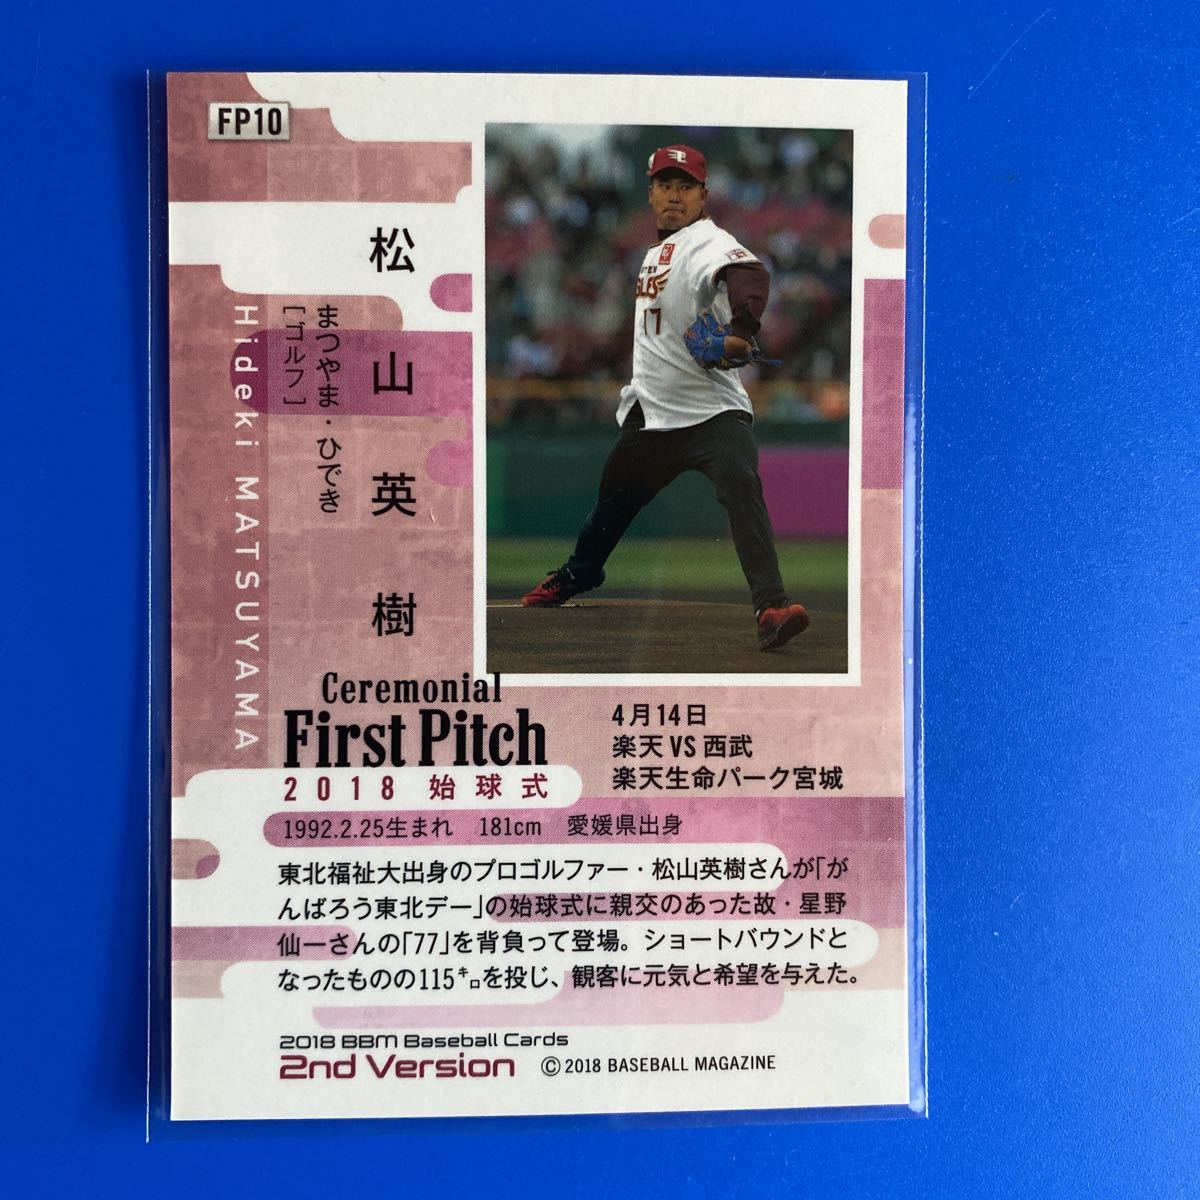 FP10
松山英樹
まつやま・ひでき
[ゴルフ]
Hideki MATSUYAMA
17
Ceremonial
First Pitch
2018 始球式
4月14日
楽天 VS 西武
楽天生命パーク宮城
1992.2.25生まれ 181cm 愛媛県出身
東北福祉大出身のプロゴルファー・松山英樹さんが「が
んばろう東北デー」の始球式に親交のあった故・星野
仙一さんの「77」を背負って登場。ショートバウンドと
なったものの115㌔を投じ、観客に元気と希望を与えた。
2018 BBM Baseball Cards
2nd Version
© 2018 BASEBALL MAGAZINE